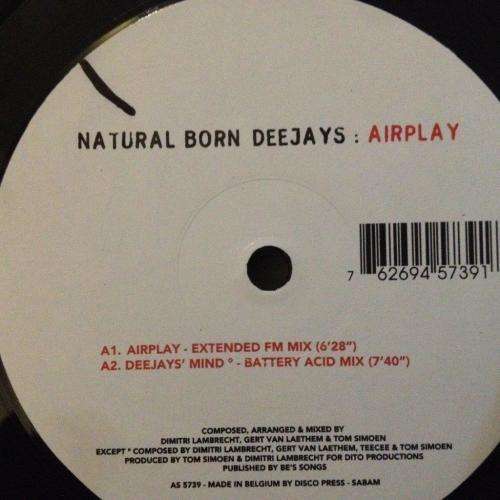 NATURAL BORN DEEJAYS : AIRPLAY
7 62694 57391
A1. AIRPLAY - EXTENDED FM MIX (6'28")
A2. DEEJAYS' MIND ° - BATTERY ACID MIX (7'40")
COMPOSED, ARRANGED & MIXED BY
DIMITRI LAMBRECHT, GERT VAN LAETHEM & TOM SIMOEN
EXCEPT ° COMPOSED BY DIMITRI LAMBRECHT, GERT VAN LAETHEM, TEECEE & TOM SIMOEN
PRODUCED BY TOM SIMOEN & DIMITRI LAMBRECHT FOR DITO PRODUCTIONS
PUBLISHED BY BE'S SONGS
AS 5739 - MADE IN BELGIUM BY DISCO PRESS - SABAM